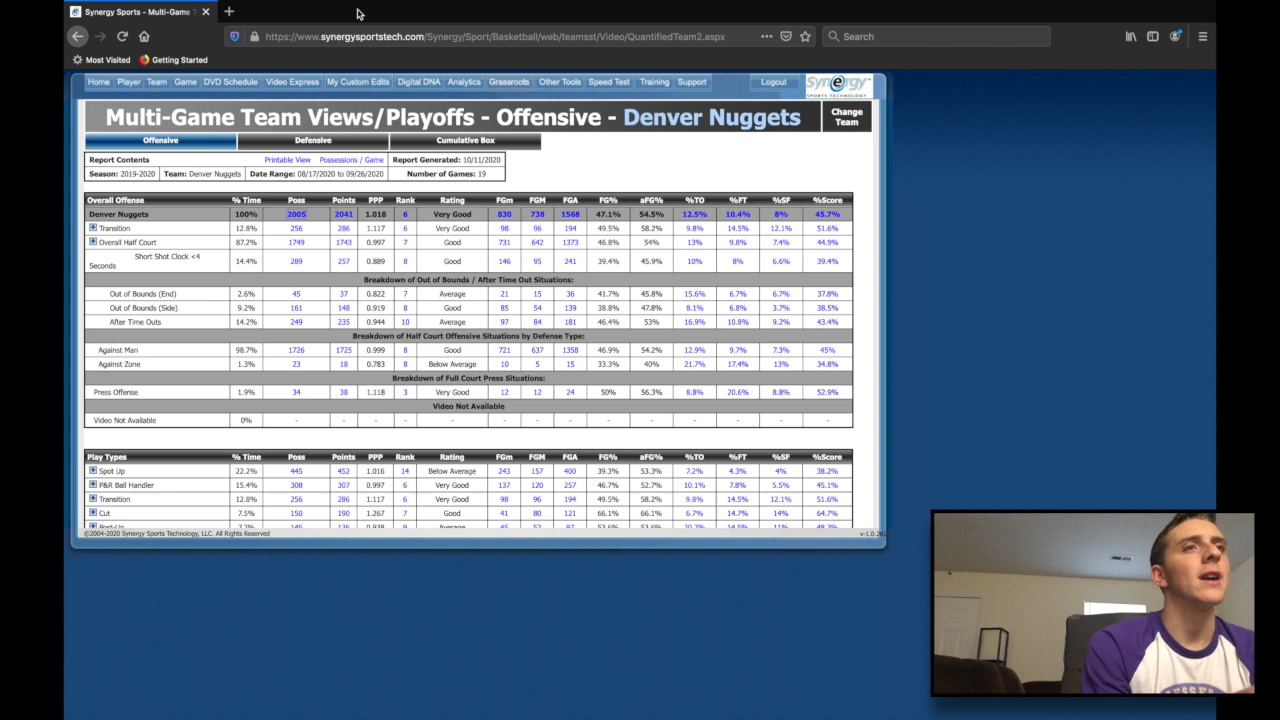 Synergy Sports - Multi-Game T
https://www.synergysportstech.com/Synergy/Sport/Basketball/web/teamsst/Video/QuantifiedTeam2.aspx
Search
Most Visited Getting Started
Home Player Team Game DVD Schedule Video Express My Custom Edits Digital DNA Analytics Grassroots Other Tools Speed Test Training Support Logout
Synergy
SPORTS TECHNOLOGY
Multi-Game Team Views/Playoffs - Offensive - Denver Nuggets
Change Team
Offensive Defensive Cumulative Box
Report Contents Printable View Possessions / Game Report Generated: 10/11/2020
Season: 2019-2020 Team: Denver Nuggets Date Range: 08/17/2020 to 09/26/2020 Number of Games: 19
Overall Offense % Time Poss Points PPP Rank Rating FGm FGM FGA FG% aFG% %TO %FT %SF %Score
Denver Nuggets 100% 2005 2041 1.018 6 Very Good 830 738 1568 47.1% 54.5% 12.5% 10.4% 8% 45.7%
Transition 12.8% 256 286 1.117 6 Very Good 98 96 194 49.5% 58.2% 9.8% 14.5% 12.1% 51.6%
Overall Half Court 87.2% 1749 1743 0.997 7 Good 731 642 1373 46.8% 54% 13% 9.8% 7.4% 44.9%
Short Shot Clock <4 Seconds 14.4% 289 257 0.889 8 Good 146 95 241 39.4% 45.9% 10% 8% 6.6% 39.4%
Breakdown of Out of Bounds / After Time Out Situations:
Out of Bounds (End) 2.6% 45 37 0.822 7 Average 21 15 36 41.7% 45.8% 15.6% 6.7% 6.7% 37.8%
Out of Bounds (Side) 9.2% 161 148 0.919 8 Good 85 54 139 38.8% 47.8% 8.1% 6.8% 3.7% 38.5%
After Time Outs 14.2% 249 235 0.944 10 Average 97 84 181 46.4% 53% 16.9% 10.8% 9.2% 43.4%
Breakdown of Half Court Offensive Situations by Defense Type:
Against Man 98.7% 1726 1725 0.999 8 Good 721 637 1358 46.9% 54.2% 12.9% 9.7% 7.3% 45%
Against Zone 1.3% 23 18 0.783 8 Below Average 10 5 15 33.3% 40% 21.7% 17.4% 13% 34.8%
Breakdown of Full Court Press Situations:
Press Offense 1.9% 34 38 1.118 3 Very Good 12 12 24 50% 56.3% 8.8% 20.6% 8.8% 52.9%
Video Not Available
Video Not Available 0% - - - - - - - - - - - - - -
Play Types % Time Poss Points PPP Rank Rating FGm FGM FGA FG% aFG% %TO %FT %SF %Score
Spot Up 22.2% 445 452 1.016 14 Below Average 243 157 400 39.3% 53.3% 7.2% 4.3% 4% 38.2%
P&R Ball Handler 15.4% 308 307 0.997 6 Very Good 137 120 257 46.7% 52.7% 10.1% 7.8% 5.5% 45.1%
Transition 12.8% 256 286 1.117 6 Very Good 98 96 194 49.5% 58.2% 9.8% 14.5% 12.1% 51.6%
Cut 7.5% 150 190 1.267 7 Good 41 80 121 66.1% 66.1% 6.7% 14.7% 14% 64.7%
©2004-2020 Synergy Sports Technology, LLC. All Rights Reserved